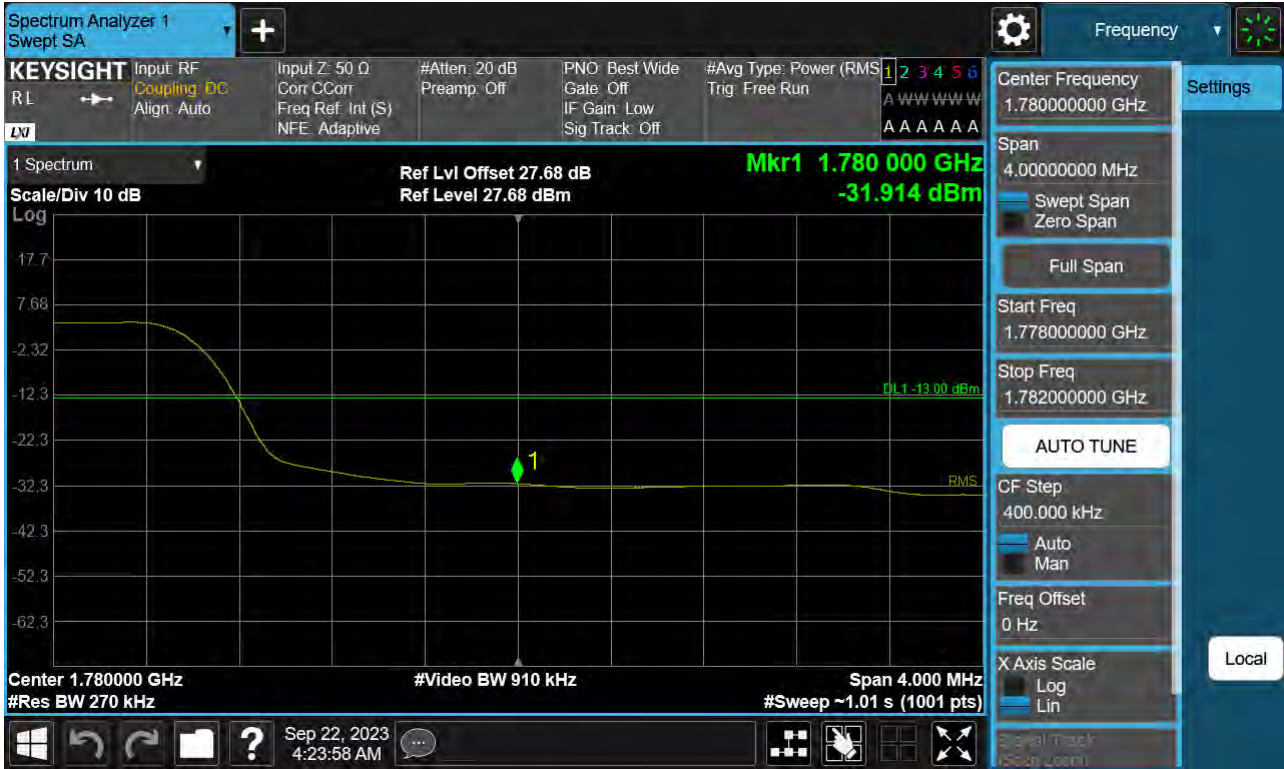 Spectrum Analyzer 1
Swept SA
+
Frequency
KEYSIGHT
R L
LXI
Input: RF
Coupling: DC
Align: Auto
Input Z: 50 Ω
Corr CCorr
Freq Ref: Int (S)
NFE: Adaptive
#Atten: 20 dB
Preamp: Off
PNO: Best Wide
Gate: Off
IF Gain: Low
Sig Track: Off
#Avg Type: Power (RMS
Trig: Free Run
1 2 3 4 5 6
A W W W W W
A A A A A A
1 Spectrum
Scale/Div 10 dB
Log
Ref Lvl Offset 27.68 dB
Ref Level 27.68 dBm
Mkr1 1.780 000 GHz
-31.914 dBm
17.7
7.68
-2.32
-12.3
-22.3
-32.3
-42.3
-52.3
-62.3
DL1 -13.00 dBm
1
RMS
Center 1.780000 GHz
#Res BW 270 kHz
#Video BW 910 kHz
Span 4.000 MHz
#Sweep ~1.01 s (1001 pts)
Center Frequency
1.780000000 GHz
Settings
Span
4.00000000 MHz
Swept Span
Zero Span
Full Span
Start Freq
1.778000000 GHz
Stop Freq
1.782000000 GHz
AUTO TUNE
CF Step
400.000 kHz
Auto
Man
Freq Offset
0 Hz
X Axis Scale
Log
Lin
Local
Signal Track
(Span Zoom)
?
Sep 22, 2023
4:23:58 AM